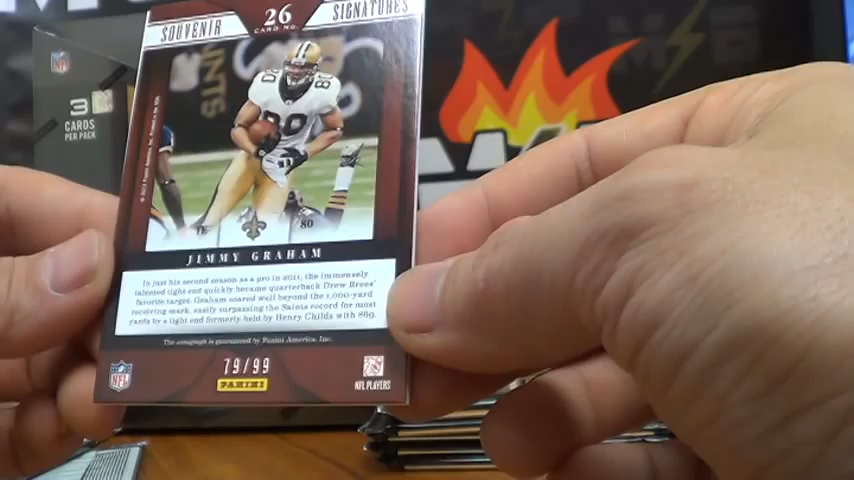 SOUVENIR
26
CARD NO.
SIGNATURES
NFL
3
CARDS
PER PACK
80
80
JIMMY GRAHAM
In just his second season as a pro in 2011, the immensely
talented tight end quickly became quarterback Drew Brees'
favorite target. Graham soared well beyond the 1,000-yard
receiving mark, easily surpassing the Saints record for most
yards by a tight end formerly held by Henry Childs with 869.
The autograph is guaranteed by Panini America, Inc.
79/99
NFL
PANINI
NFL PLAYERS